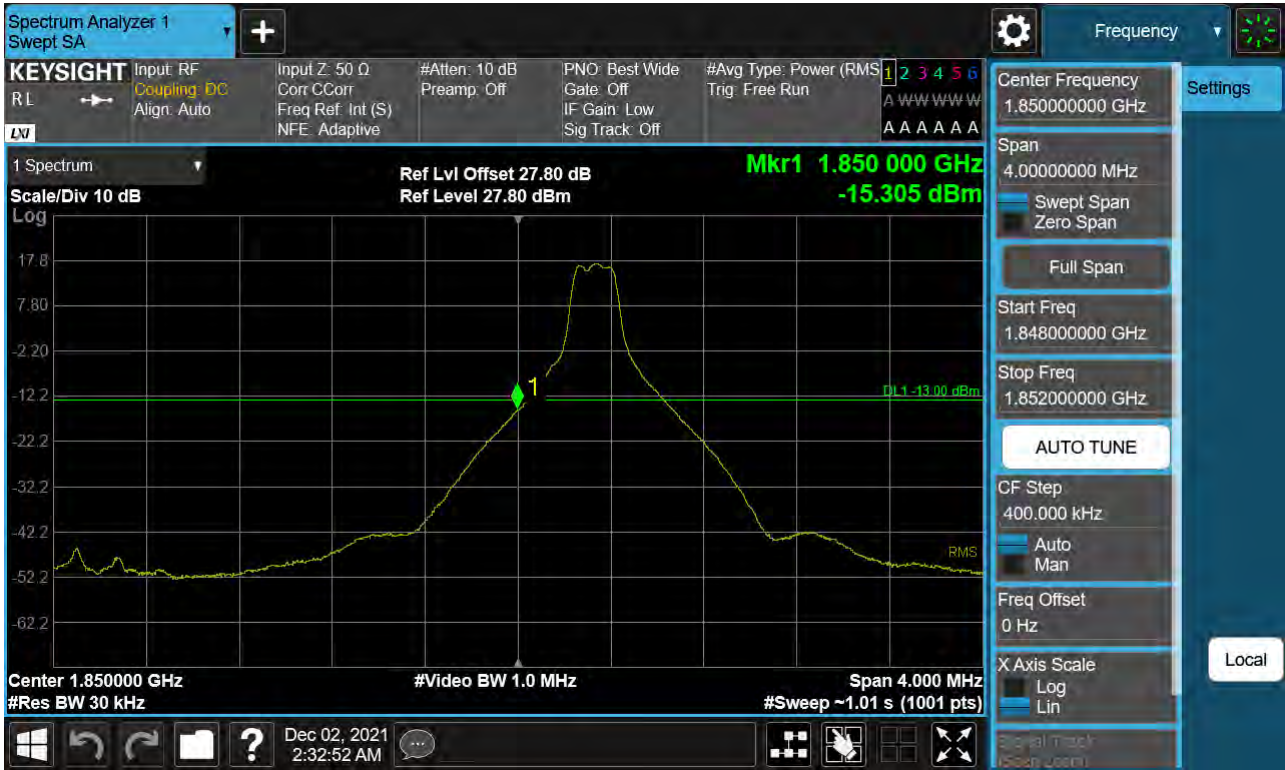 Spectrum Analyzer 1
Swept SA
Frequency
KEYSIGHT
RL
LXI
Input: RF
Coupling: DC
Align: Auto
Input Z: 50 Ω
Corr CCorr
Freq Ref: Int (S)
NFE: Adaptive
#Atten: 10 dB
Preamp: Off
PNO: Best Wide
Gate: Off
IF Gain: Low
Sig Track: Off
#Avg Type: Power (RMS
Trig: Free Run
1 2 3 4 5 6
A W W W W W
A A A A A A
1 Spectrum
Scale/Div 10 dB
Log
Ref Lvl Offset 27.80 dB
Ref Level 27.80 dBm
Mkr1 1.850 000 GHz
-15.305 dBm
17.8
7.80
-2.20
-12.2
-22.2
-32.2
-42.2
-52.2
-62.2
1
DL1 -13.00 dBm
RMS
Center 1.850000 GHz
#Video BW 1.0 MHz
Span 4.000 MHz
#Res BW 30 kHz
#Sweep ~1.01 s (1001 pts)
Center Frequency
1.850000000 GHz
Settings
Span
4.00000000 MHz
Swept Span
Zero Span
Full Span
Start Freq
1.848000000 GHz
Stop Freq
1.852000000 GHz
AUTO TUNE
CF Step
400.000 kHz
Auto
Man
Freq Offset
0 Hz
X Axis Scale
Log
Lin
Signal Track
(Span Zoom)
Local
?
Dec 02, 2021
2:32:52 AM